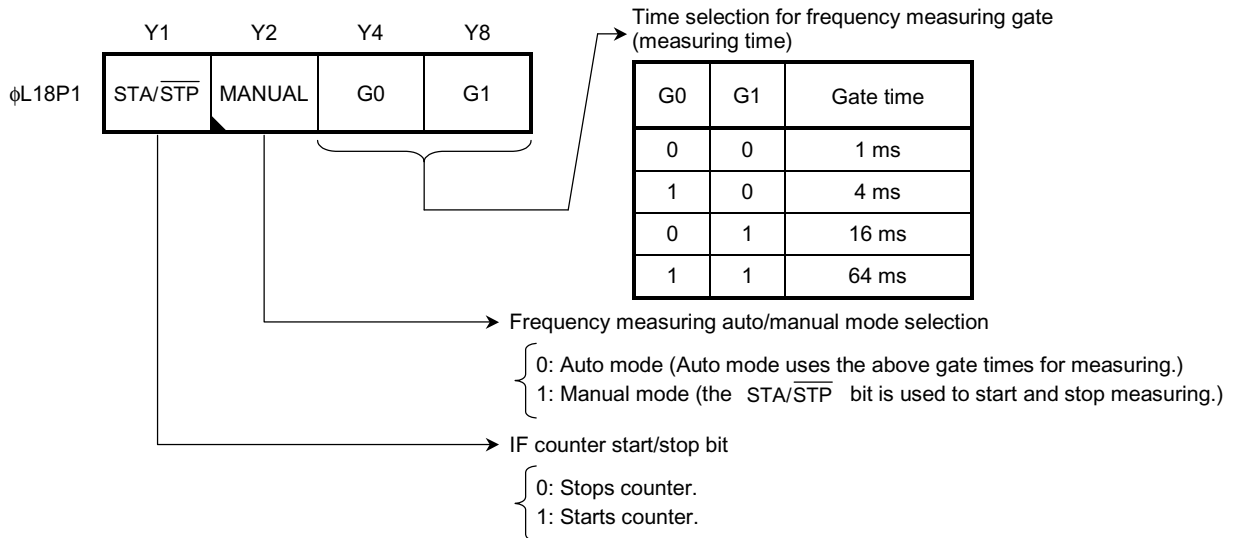 Time selection for frequency measuring gate
(measuring time)
Y1 Y2 Y4 Y8
ϕL18P1 STA/S̅T̅P̅ MANUAL G0 G1
G0 G1 Gate time
0 0 1 ms
1 0 4 ms
0 1 16 ms
1 1 64 ms
Frequency measuring auto/manual mode selection
0: Auto mode (Auto mode uses the above gate times for measuring.)
1: Manual mode (the STA/S̅T̅P̅ bit is used to start and stop measuring.)
IF counter start/stop bit
0: Stops counter.
1: Starts counter.